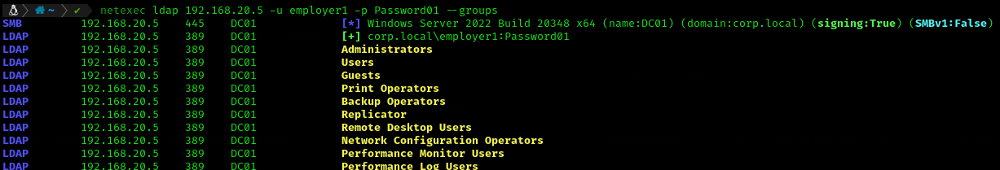 ~ ✔ netexec ldap 192.168.20.5 -u employer1 -p Password01 --groups
SMB 192.168.20.5 445 DC01 [*] Windows Server 2022 Build 20348 x64 (name:DC01) (domain:corp.local) (signing:True) (SMBv1:False)
LDAP 192.168.20.5 389 DC01 [+] corp.local\employer1:Password01
LDAP 192.168.20.5 389 DC01 Administrators
LDAP 192.168.20.5 389 DC01 Users
LDAP 192.168.20.5 389 DC01 Guests
LDAP 192.168.20.5 389 DC01 Print Operators
LDAP 192.168.20.5 389 DC01 Backup Operators
LDAP 192.168.20.5 389 DC01 Replicator
LDAP 192.168.20.5 389 DC01 Remote Desktop Users
LDAP 192.168.20.5 389 DC01 Network Configuration Operators
LDAP 192.168.20.5 389 DC01 Performance Monitor Users
LDAP 192.168.20.5 389 DC01 Performance Log Users